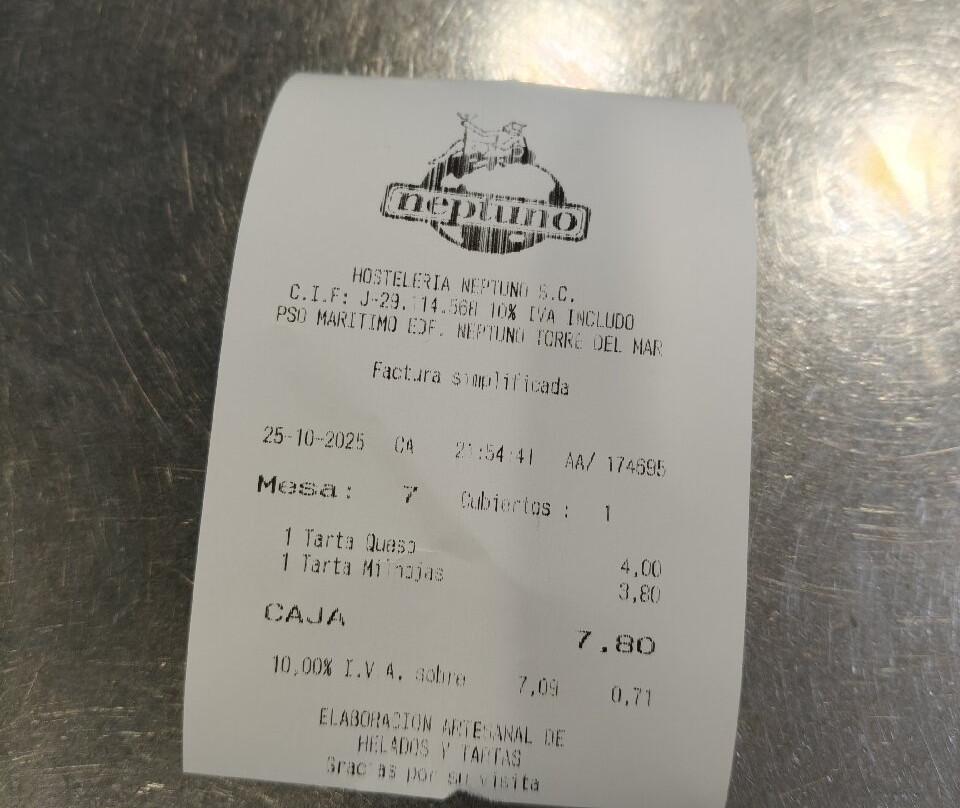 neptuno
HOSTELERIA NEPTUNO S.C.
C.I.F: J-29.114.568 10% IVA INCLUDO
PSO MARITIMO EDF. NEPTUNO TORRE DEL MAR
Factura simplificada
25-10-2025 CA 21:54:41 AA/ 174695
Mesa: 7 Cubiertos : 1
1 Tarta Queso 4,00
1 Tarta Milhojas 3,80
CAJA 7.80
10,00% I.V.A. sobre 7,09 0,71
ELABORACION ARTESANAL DE
HELADOS Y TARTAS
Gracias por su visita